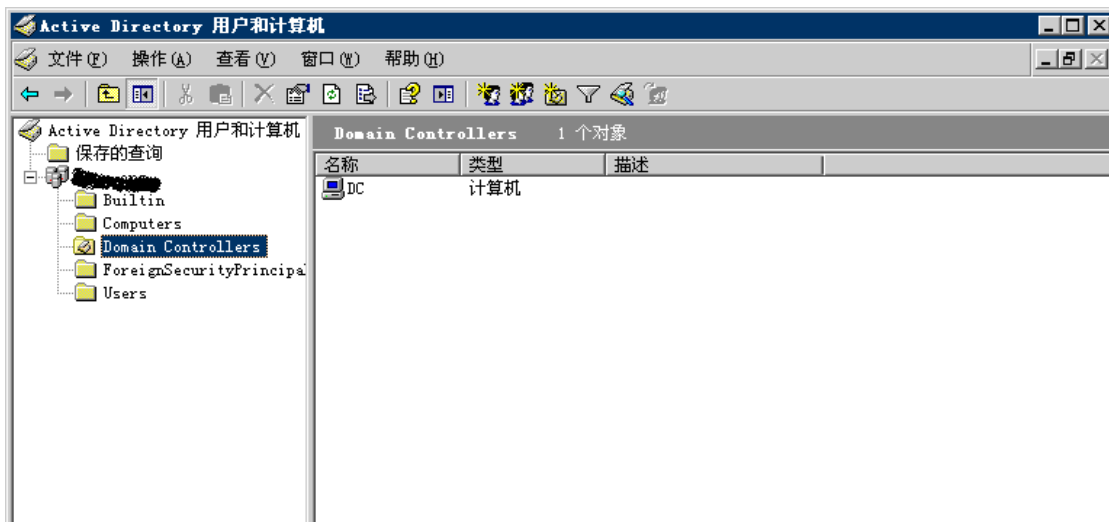 Active Directory 用户和计算机
文件(F) 操作(A) 查看(V) 窗口(W) 帮助(H)
Active Directory 用户和计算机
保存的查询
Builtin
Computers
Domain Controllers
ForeignSecurityPrincipa
Users
Domain Controllers 1 个对象
名称 类型 描述
DC 计算机